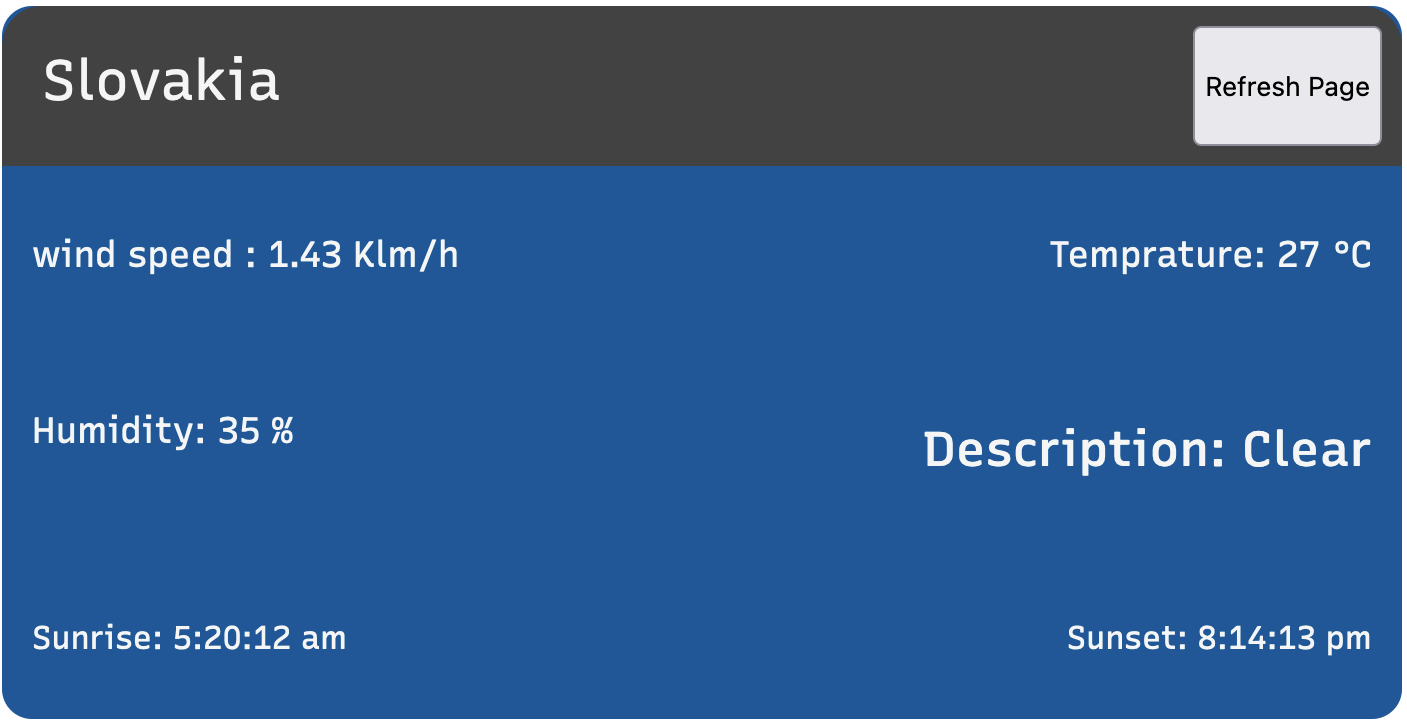 Slovakia
Refresh Page
wind speed : 1.43 Klm/h
Temprature: 27 °C
Humidity: 35 %
Description: Clear
Sunrise: 5:20:12 am
Sunset: 8:14:13 pm